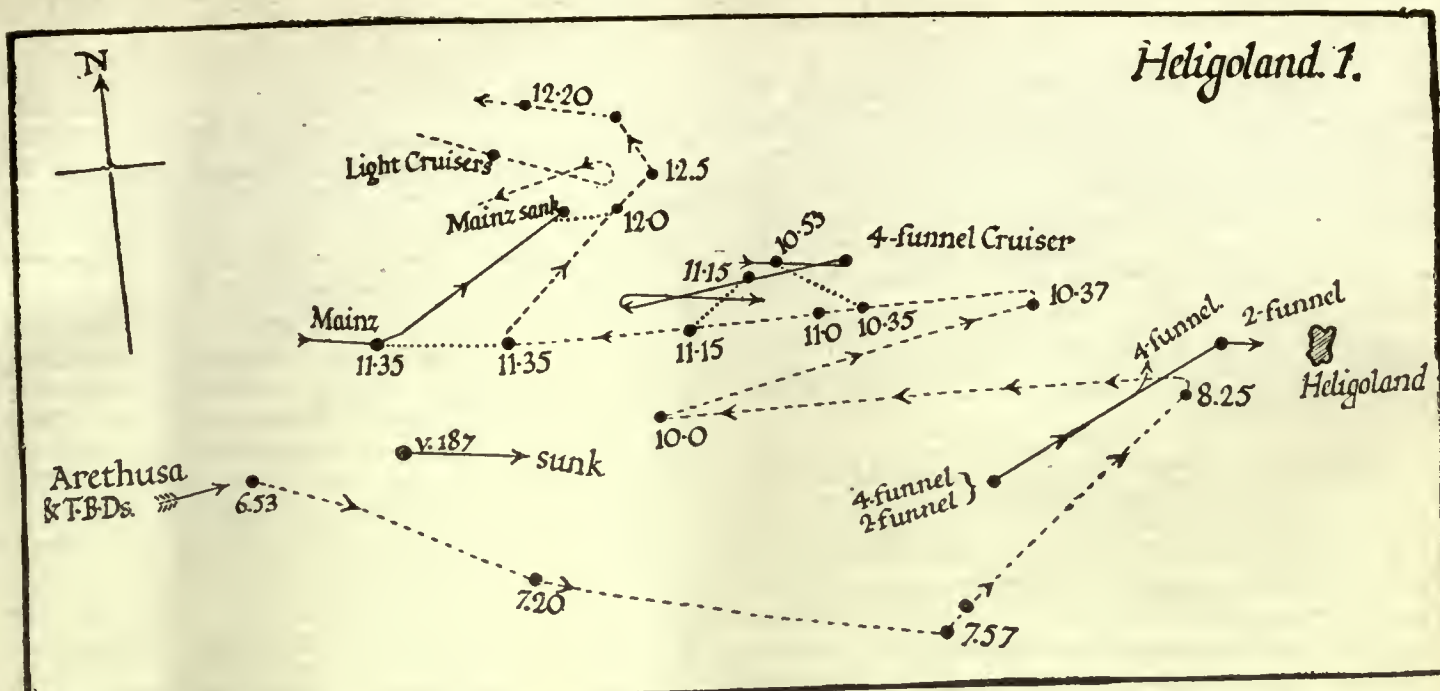 Heligoland. 1.
N
12·20
Light Cruisers
12.5
Mainz sank
12·0
10·53
4-funnel Cruiser
11·15
10·37
Mainz
11·0
10·35
2-funnel
4-funnel.
11·35
11·35
11·15
Heligoland
8.25
10·0
v.187
sunk
Arethusa
& T·B·Ds.
6.53
4-funnel
2-funnel
7.20
7.57